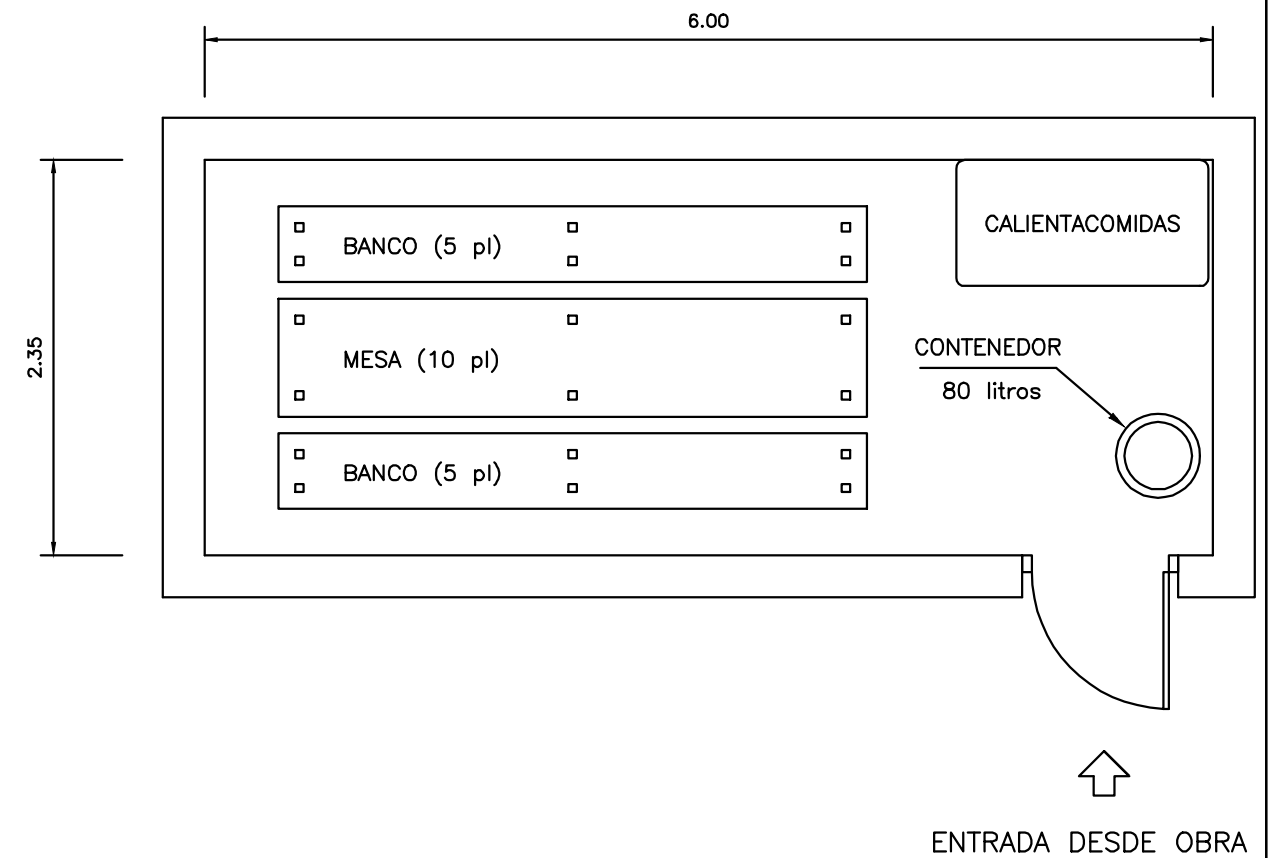 6.00
2.35
BANCO (5 pl)
CALIENTACOMIDAS
MESA (10 pl)
CONTENEDOR
80 litros
BANCO (5 pl)
ENTRADA DESDE OBRA